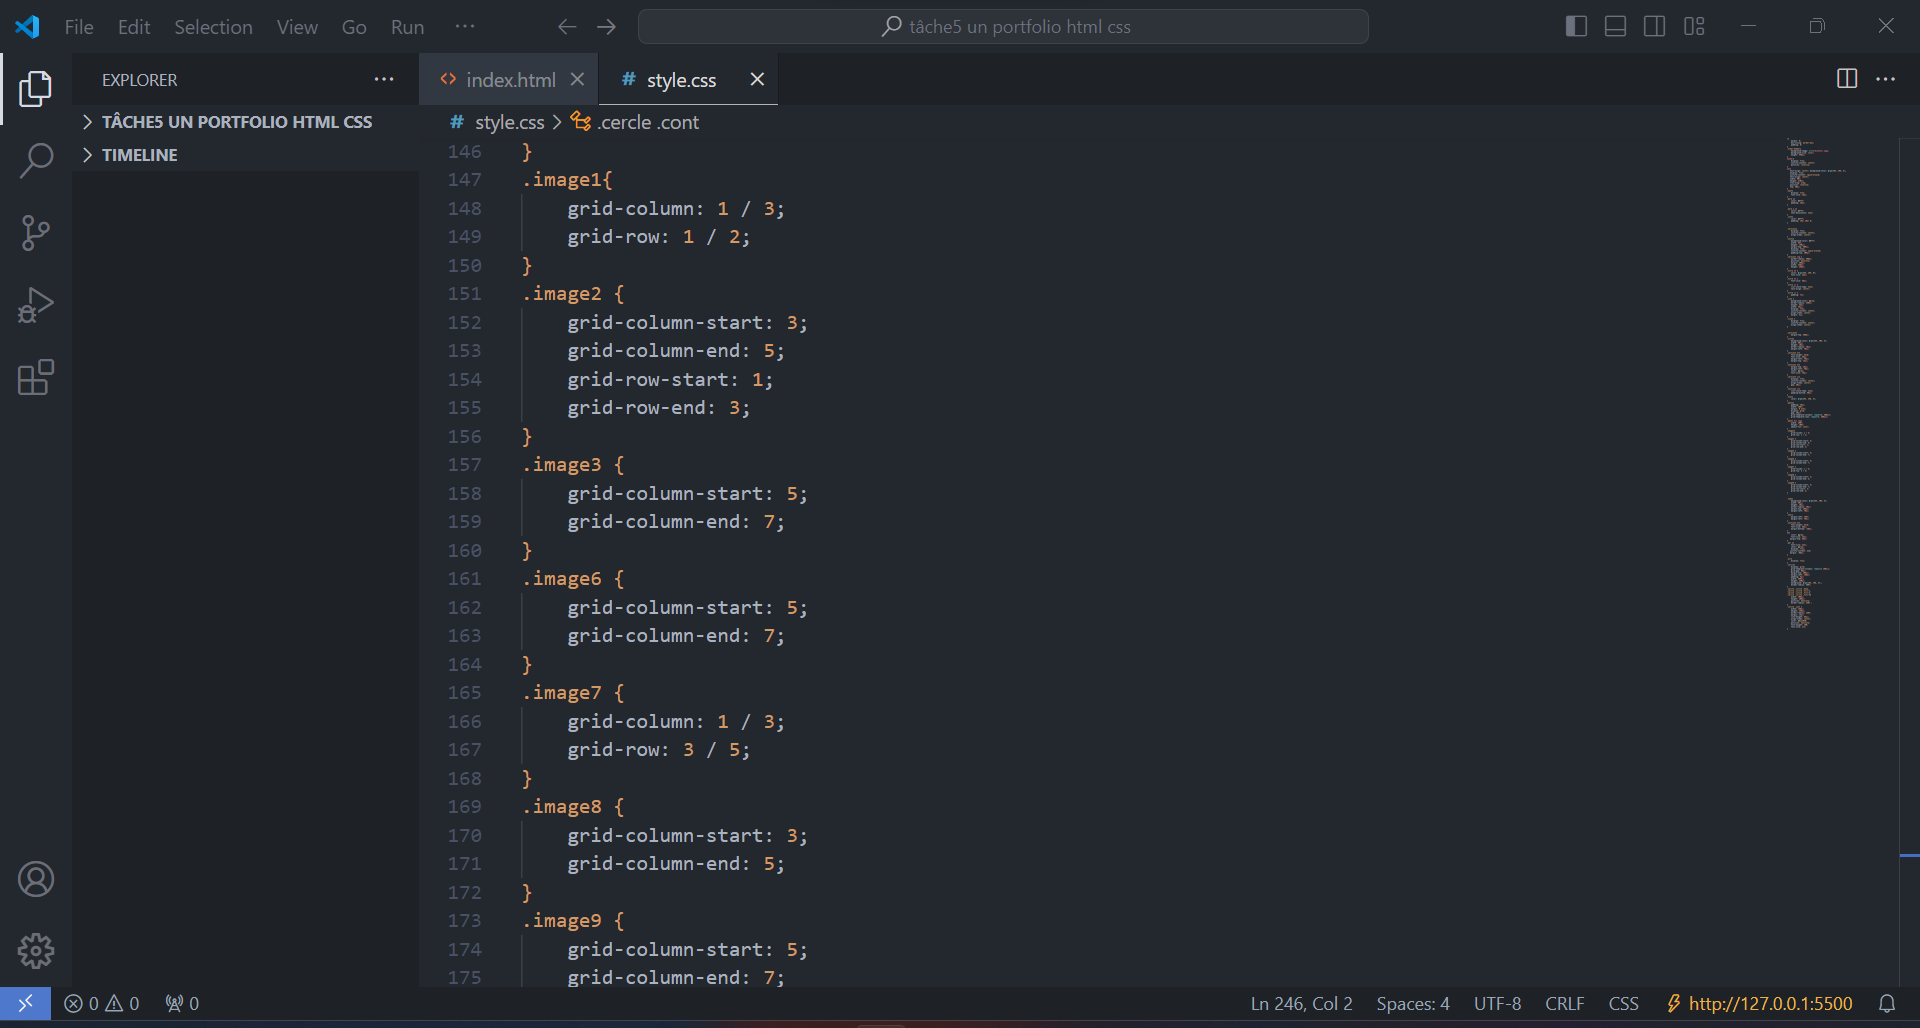 File Edit Selection View Go Run ··· tâche5 un portfolio html css
EXPLORER ··· index.html style.css
TÂCHE5 UN PORTFOLIO HTML CSS
TIMELINE
# style.css > .cercle .cont
146 }
147 .image1{
148 grid-column: 1 / 3;
149 grid-row: 1 / 2;
150 }
151 .image2 {
152 grid-column-start: 3;
153 grid-column-end: 5;
154 grid-row-start: 1;
155 grid-row-end: 3;
156 }
157 .image3 {
158 grid-column-start: 5;
159 grid-column-end: 7;
160 }
161 .image6 {
162 grid-column-start: 5;
163 grid-column-end: 7;
164 }
165 .image7 {
166 grid-column: 1 / 3;
167 grid-row: 3 / 5;
168 }
169 .image8 {
170 grid-column-start: 3;
171 grid-column-end: 5;
172 }
173 .image9 {
174 grid-column-start: 5;
175 grid-column-end: 7;
0 0 0 Ln 246, Col 2 Spaces: 4 UTF-8 CRLF CSS http://127.0.0.1:5500